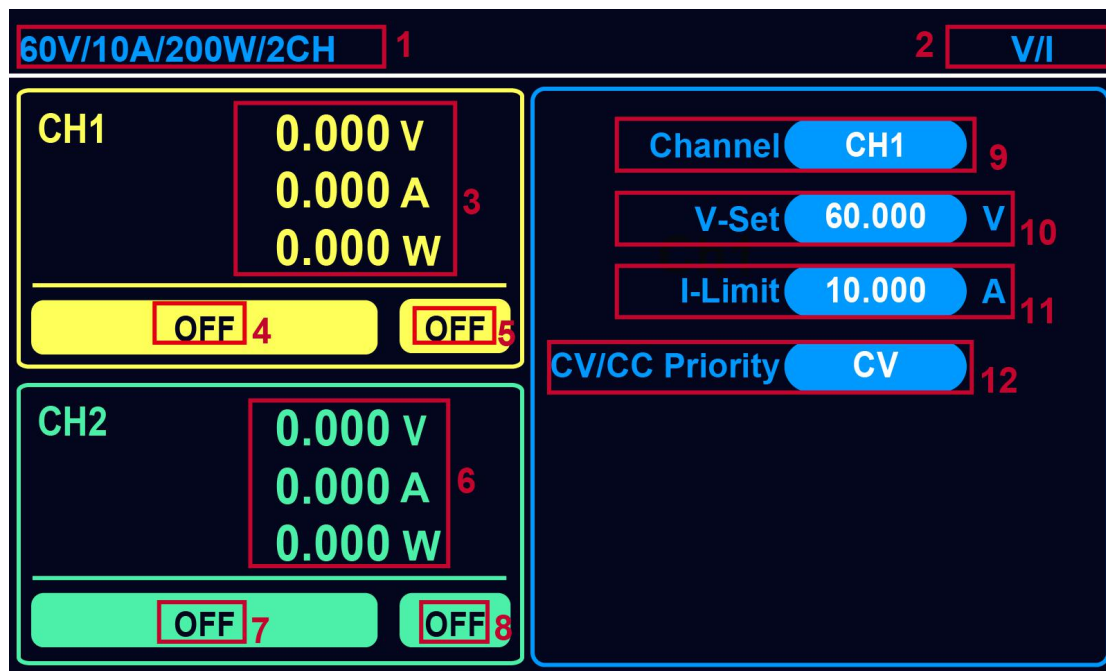 60V/10A/200W/2CH 1
2 V/I
CH1
0.000 V
0.000 A 3
0.000 W
OFF 4
OFF 5
CH2
0.000 V
0.000 A 6
0.000 W
OFF 7
OFF 8
Channel CH1 9
V-Set 60.000 V 10
I-Limit 10.000 A 11
CV/CC Priority CV 12